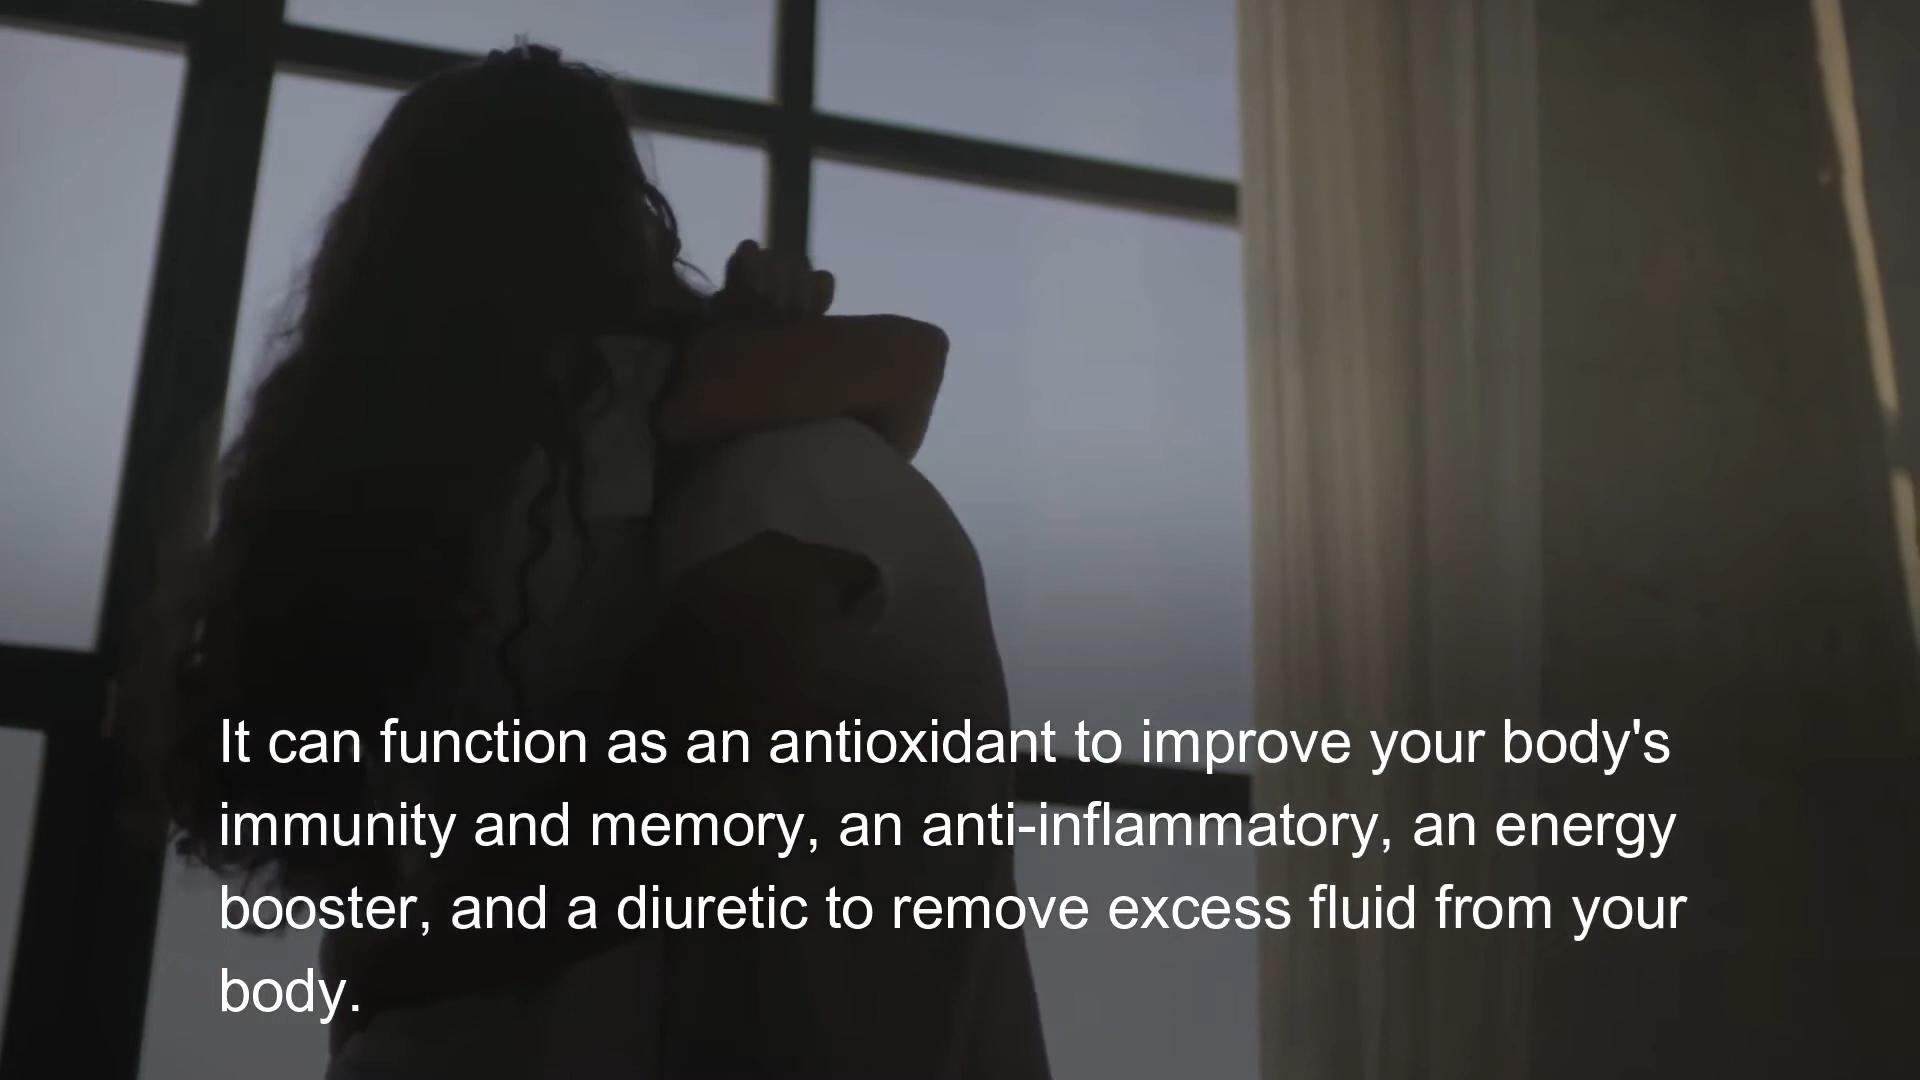 It can function as an antioxidant to improve your body's
immunity and memory, an anti-inflammatory, an energy
booster, and a diuretic to remove excess fluid from your
body.